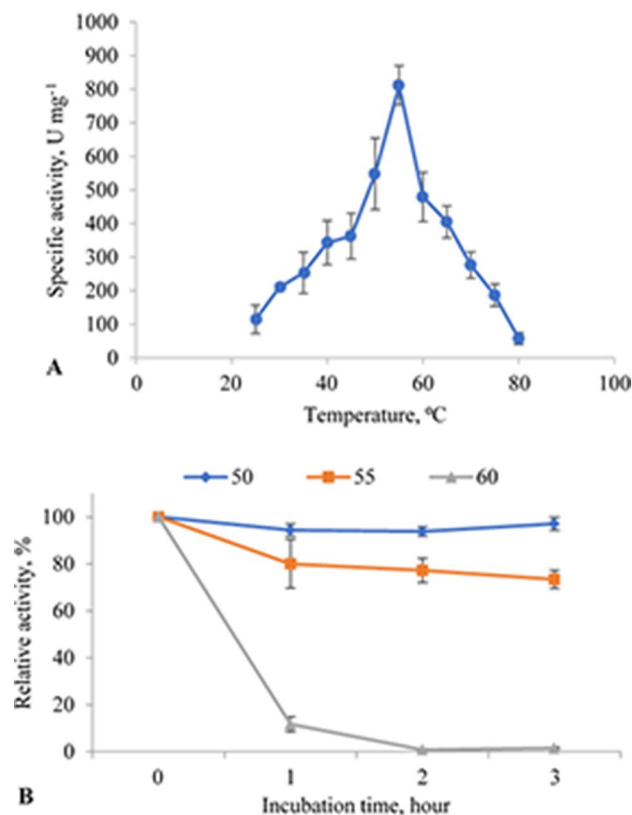 1000
900
800
700
600
500
400
300
200
100
0
Specific activity, U mg⁻¹
0 20 40 60 80 100
Temperature, ºC
A
50 55 60
100
80
60
40
20
0
Relative activity, %
0 1 2 3
Incubation time, hour
B